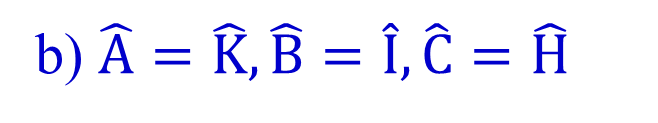 b) Â = K̂, B̂ = Î, Ĉ = Ĥ